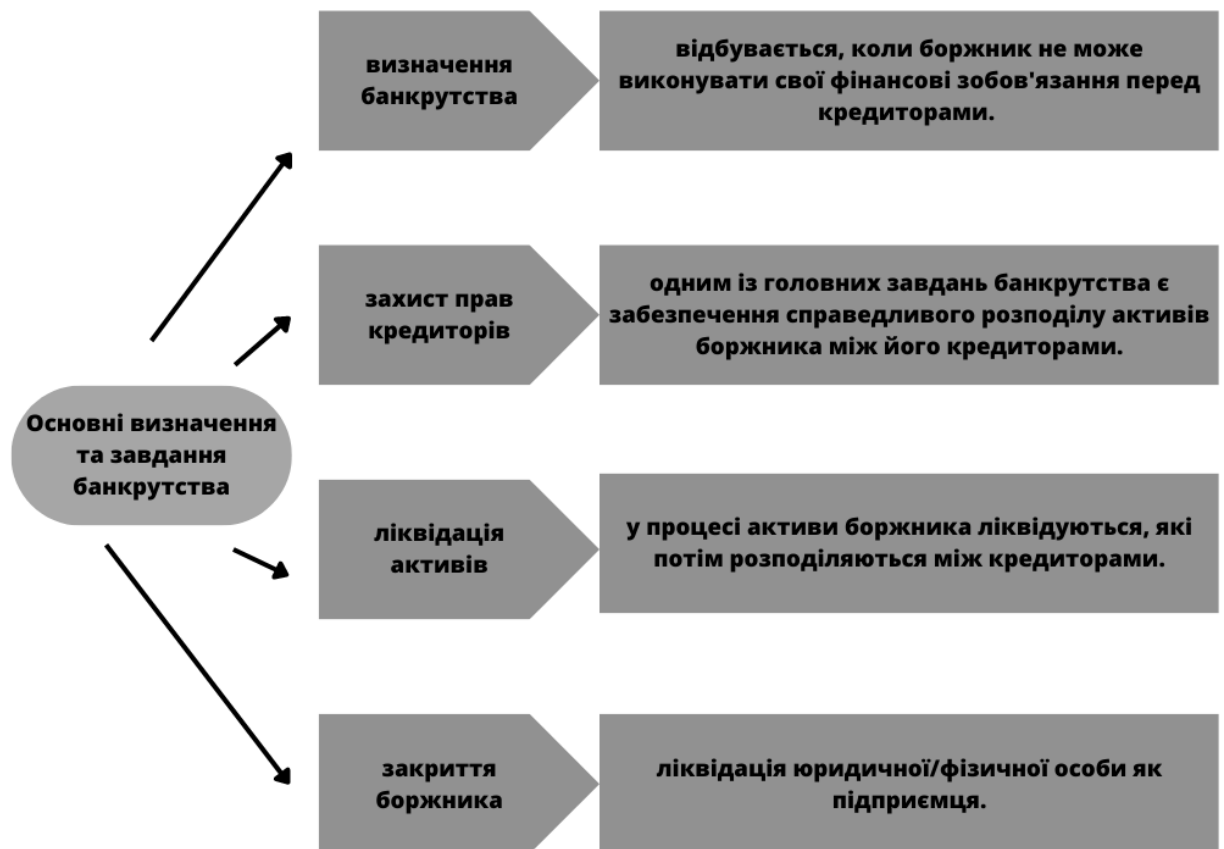 визначення
банкрутства
відбувається, коли боржник не може
виконувати свої фінансові зобов'язання перед
кредиторами.
захист прав
кредиторів
одним із головних завдань банкрутства є
забезпечення справедливого розподілу активів
боржника між його кредиторами.
Основні визначення
та завдання
банкрутства
ліквідація
активів
у процесі активи боржника ліквідуються, які
потім розподіляються між кредиторами.
закриття
боржника
ліквідація юридичної/фізичної особи як
підприємця.